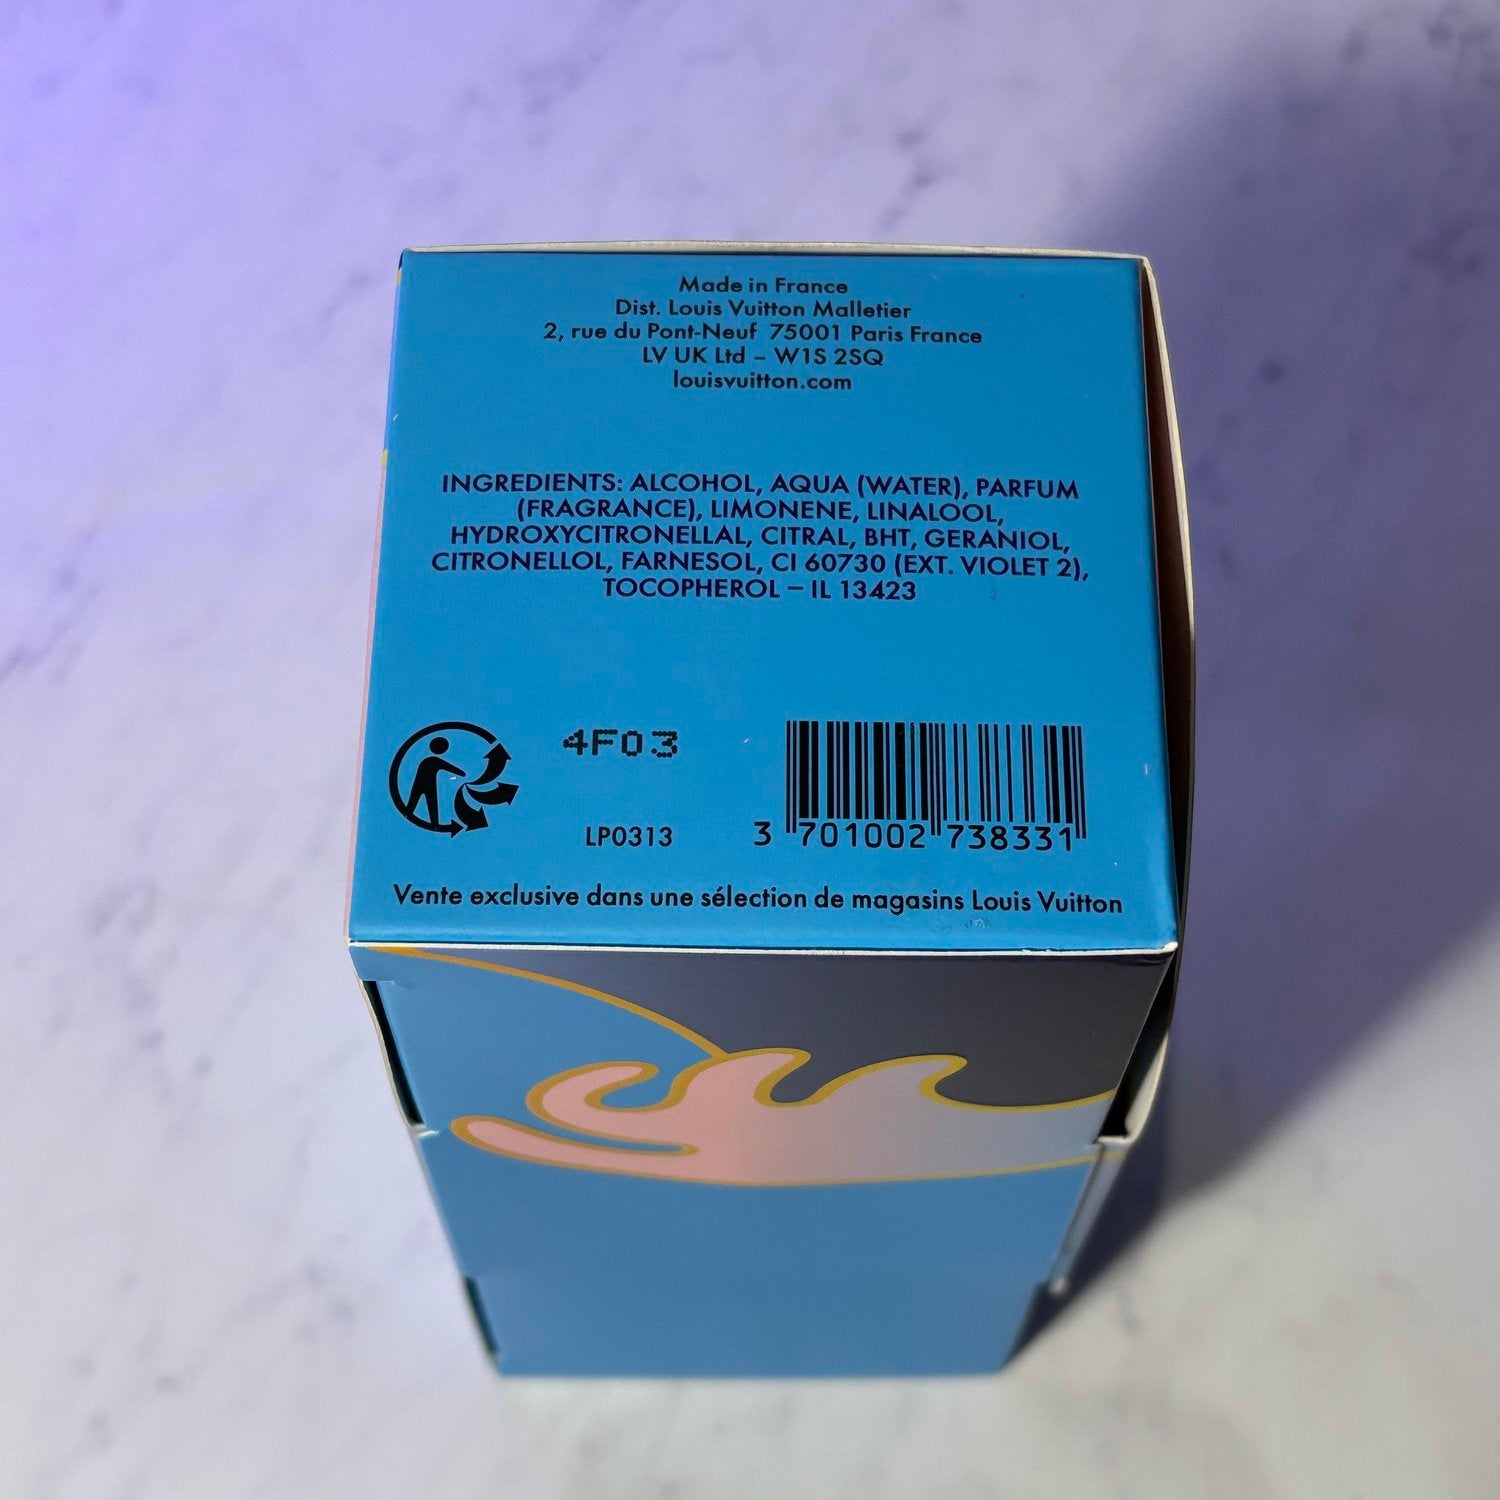 Made in France
Dist. Louis Vuitton Malletier
2, rue du Pont-Neuf 75001 Paris France
LV UK Ltd – W1S 2SQ
louisvuitton.com
INGREDIENTS: ALCOHOL, AQUA (WATER), PARFUM
(FRAGRANCE), LIMONENE, LINALOOL,
HYDROXYCITRONELLAL, CITRAL, BHT, GERANIOL,
CITRONELLOL, FARNESOL, CI 60730 (EXT. VIOLET 2),
TOCOPHEROL – IL 13423
4F03
LP0313
3 701002 738331
Vente exclusive dans une sélection de magasins Louis Vuitton